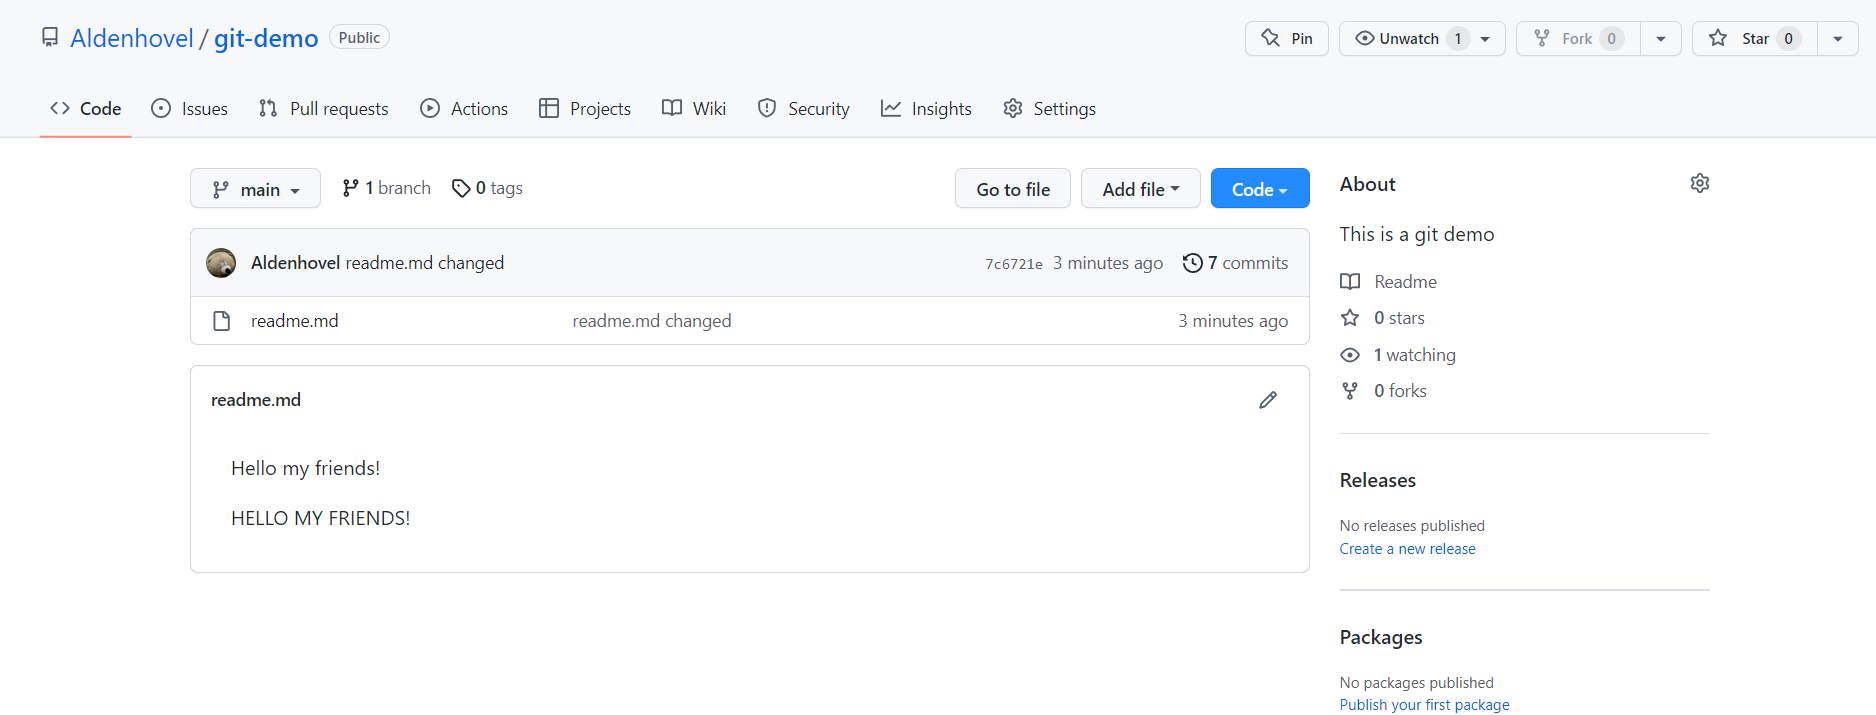 Aldenhovel / git-demo Public
Pin Unwatch 1 Fork 0 Star 0
Code Issues Pull requests Actions Projects Wiki Security Insights Settings
main 1 branch 0 tags Go to file Add file Code
Aldenhovel readme.md changed 7c6721e 3 minutes ago 7 commits
readme.md readme.md changed 3 minutes ago
readme.md
Hello my friends!
HELLO MY FRIENDS!
About
This is a git demo
Readme
0 stars
1 watching
0 forks
Releases
No releases published
Create a new release
Packages
No packages published
Publish your first package